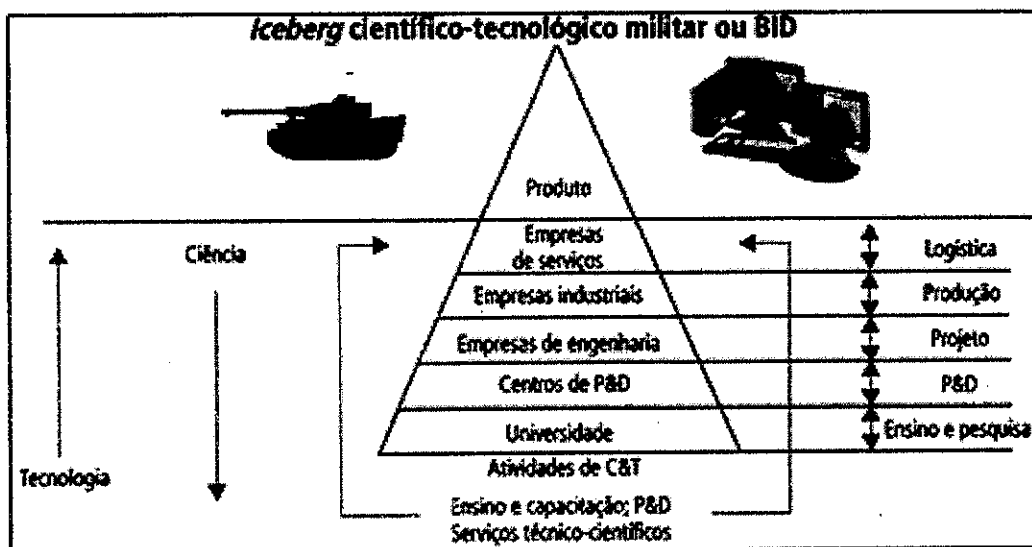 Iceberg científico-tecnológico militar ou BID
Produto
Empresas
de serviços
Ciência
Logística
Empresas industriais
Produção
Empresas de engenharia
Projeto
Centros de P&D
P&D
Universidade
Ensino e pesquisa
Atividades de C&T
Tecnologia
Ensino e capacitação; P&D
Serviços técnico-científicos